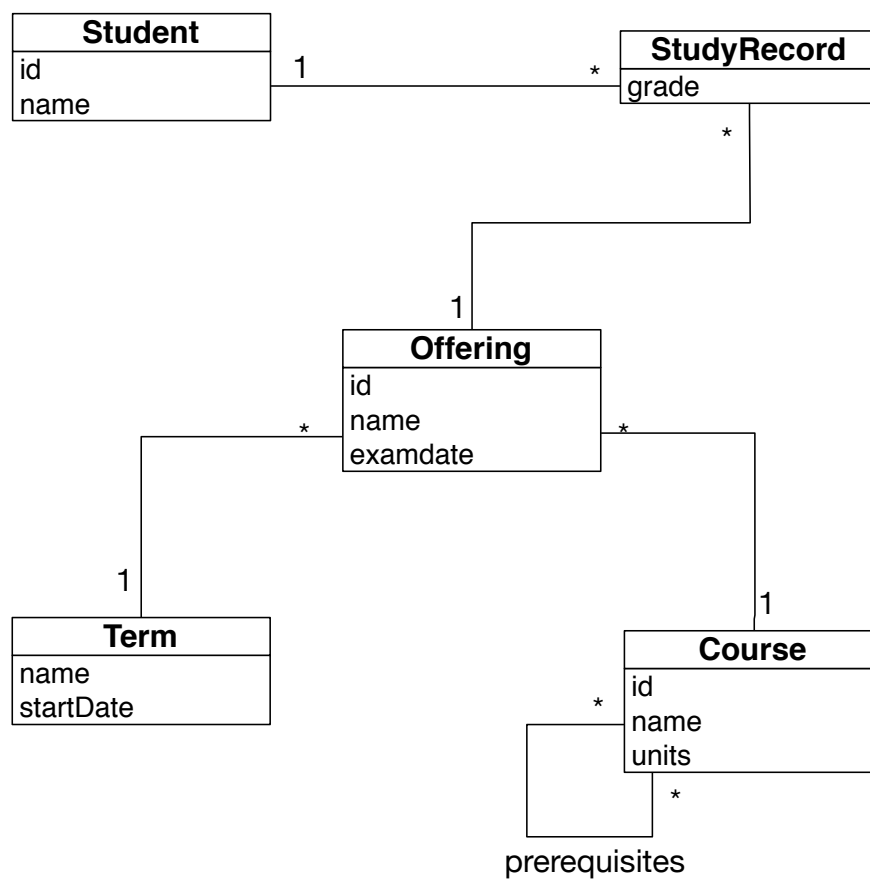 Student
id
name
1
*
StudyRecord
grade
*
1
Offering
id
name
examdate
*
*
1
1
Term
name
startDate
Course
id
name
units
*
*
prerequisites